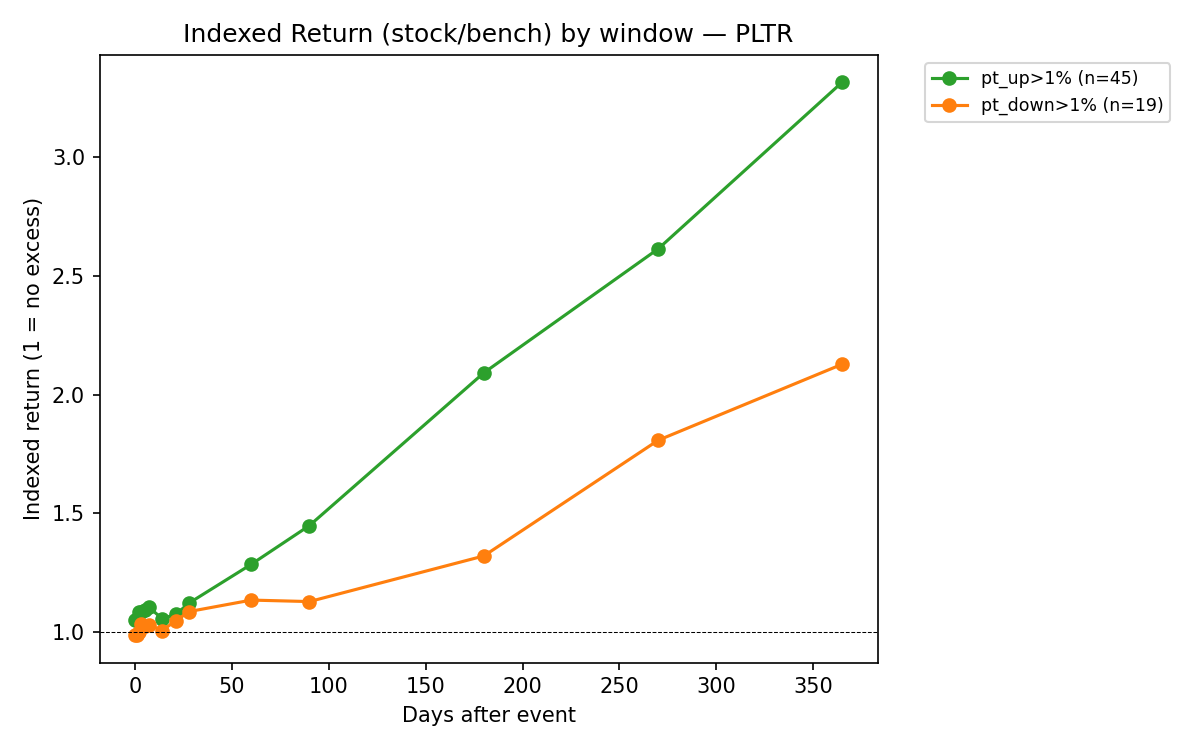 Indexed Return (stock/bench) by window — PLTR
pt_up>1% (n=45)
pt_down>1% (n=19)
Indexed return (1 = no excess)
3.0
2.5
2.0
1.5
1.0
0 50 100 150 200 250 300 350
Days after event